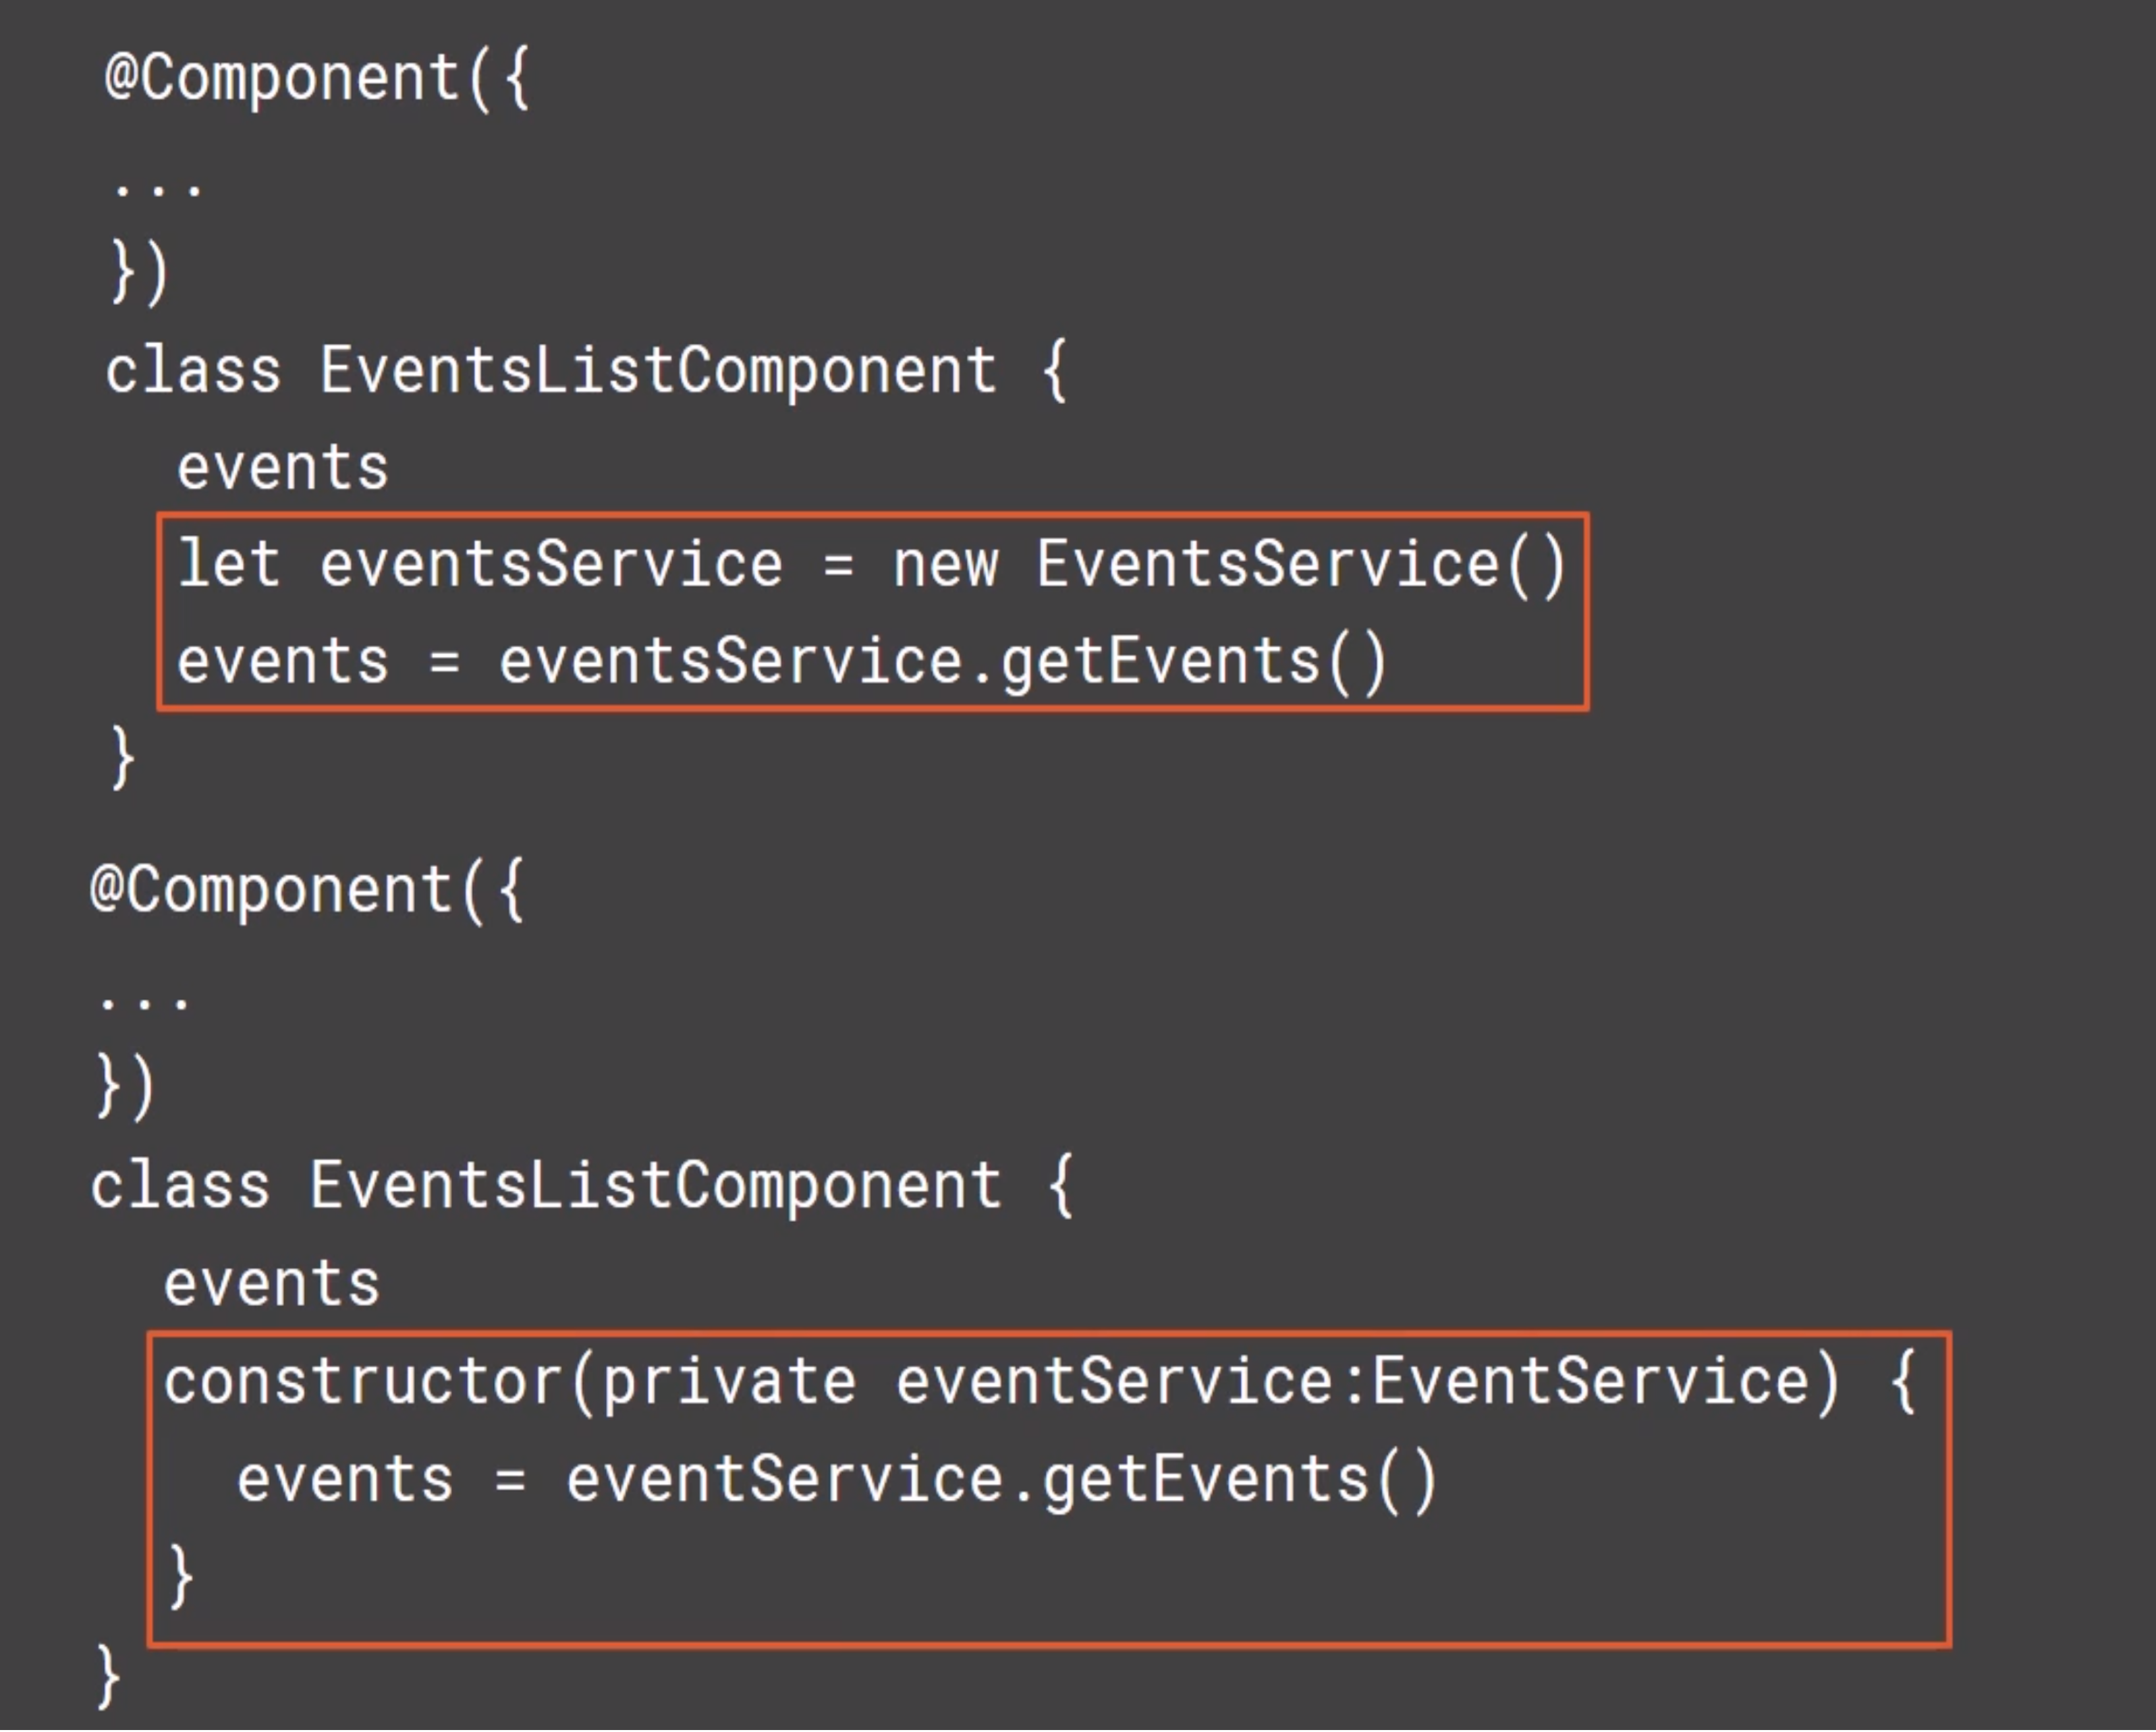 @Component({
...
})
class EventsListComponent {
  events
  let eventsService = new EventsService()
  events = eventsService.getEvents()
}
@Component({
...
})
class EventsListComponent {
  events
  constructor(private eventService:EventService) {
    events = eventService.getEvents()
  }
}